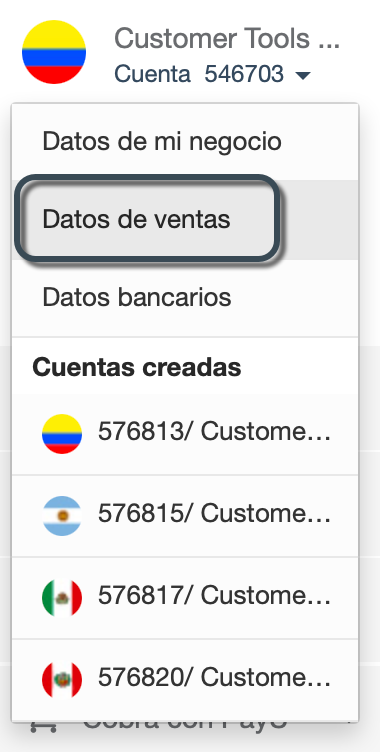 Customer Tools ...
Cuenta 546703
Datos de mi negocio
Datos de ventas
Datos bancarios
Cuentas creadas
576813/ Custome...
576815/ Custome...
576817/ Custome...
576820/ Custome...